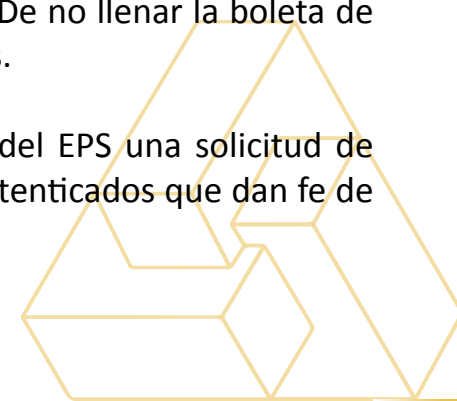 De no llenar la boleta de
s.
del EPS una solicitud de
tenticados que dan fe de